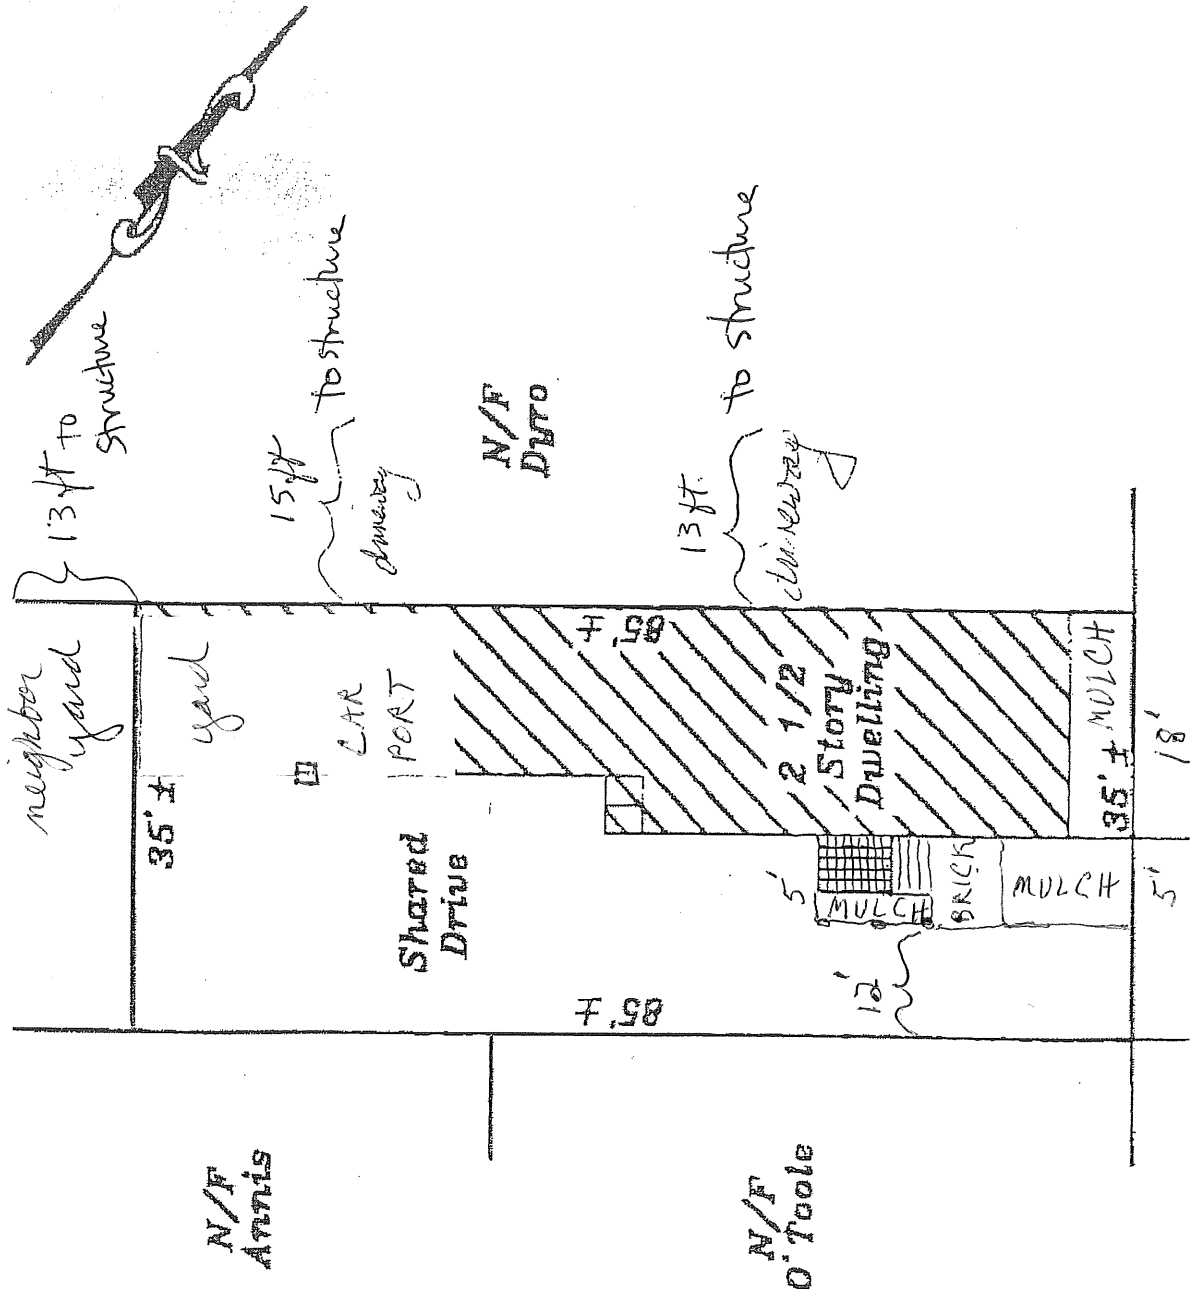 neighbor
yard
13 ft to
structure
35' ±
yard
15 ft
to structure
driveway
CAR
PORT
N/F
Dyro
Shared
Drive
85' ±
13 ft.
to structure
driveway
2 1/2
Story
Dwelling
5'
MULCH
BRICK
MULCH
MULCH
35' ±
18'
5'
12'
85' ±
N/F
Annis
N/F
O'Toole